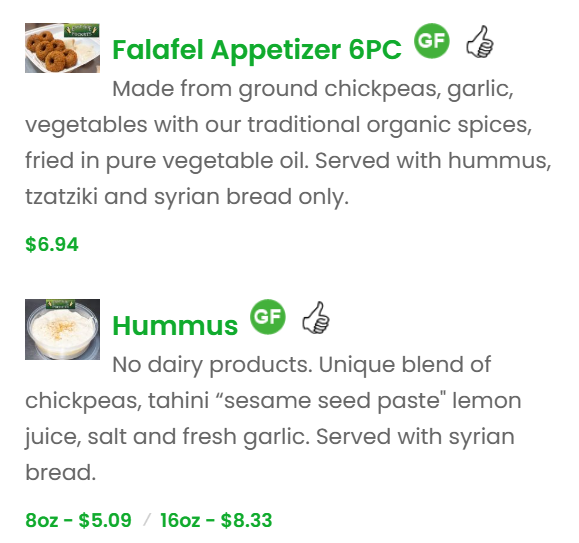 Falafel Appetizer 6PC GF
Made from ground chickpeas, garlic,
vegetables with our traditional organic spices,
fried in pure vegetable oil. Served with hummus,
tzatziki and syrian bread only.
$6.94
Hummus GF
No dairy products. Unique blend of
chickpeas, tahini “sesame seed paste" lemon
juice, salt and fresh garlic. Served with syrian
bread.
8oz - $5.09 / 16oz - $8.33